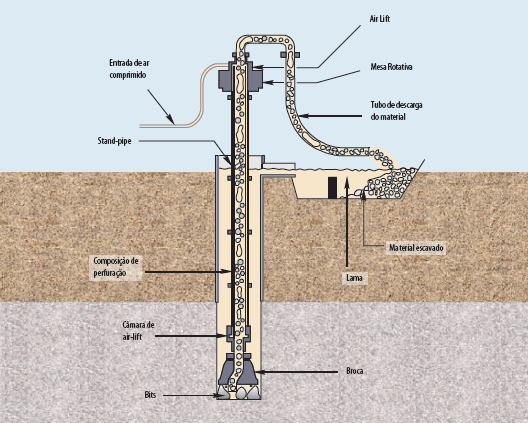 Air Lift
Entrada de ar
comprimido
Mesa Rotativa
Tubo de descarga
do material
Stand-pipe
Material escavado
Composição de
perfuração
Lama
Câmara de
air-lift
Broca
Bits